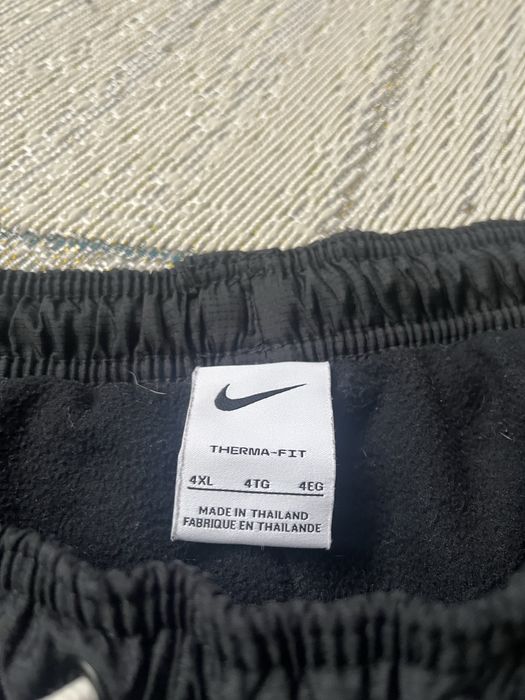 THERMA-FIT
4XL 4TG 4EG
MADE IN THAILAND
FABRIQUE EN THAILANDE